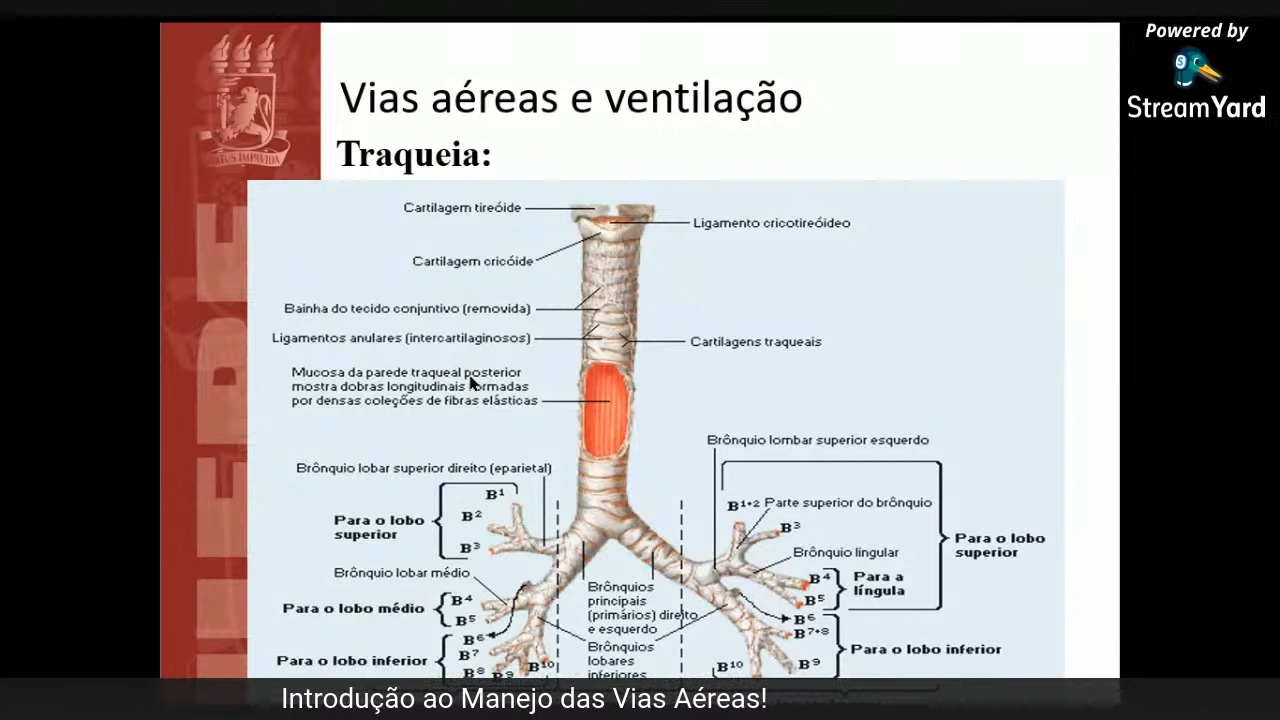 Powered by
StreamYard
Vias aéreas e ventilação
Traqueia:
Cartilagem tireóide
Ligamento cricotireóideo
Cartilagem cricóide
Bainha do tecido conjuntivo (removida)
Ligamentos anulares (intercartilaginosos)
Cartilagens traqueais
Mucosa da parede traqueal posterior
mostra dobras longitudinais formadas
por densas coleções de fibras elásticas
Brônquio lombar superior esquerdo
Brônquio lobar superior direito (eparietal)
B1
B2
B3
Para o lobo
superior
B1+2 Parte superior do brônquio
B3
Brônquio lingular
Para o lobo
superior
Brônquio lobar médio
B4
B5
Para a
língula
Para o lobo médio
B4
B5
Brônquios
principais
(primários) direito
e esquerdo
B6
B7+8
B9
B10
Para o lobo inferior
B6
B7
B8
B9
B10
Para o lobo inferior
Brônquios
lobares
inferiores
Introdução ao Manejo das Vias Aéreas!